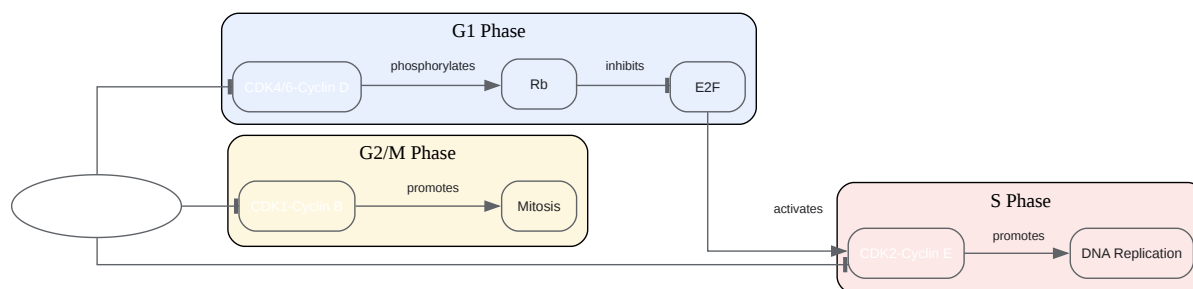 G1 Phase
CDK4/6-Cyclin D
phosphorylates
Rb
inhibits
E2F
G2/M Phase
CDK1-Cyclin B
promotes
Mitosis
activates
S Phase
CDK2-Cyclin E
promotes
DNA Replication